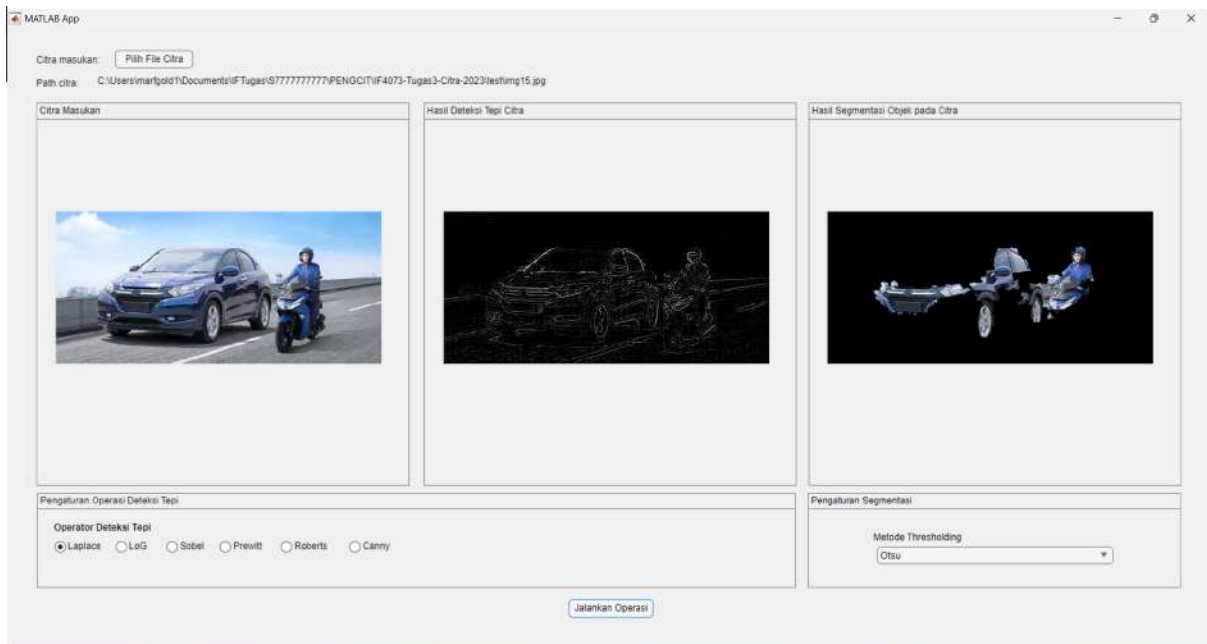 MATLAB App
Citra masukan: Pilih File Citra
Path citra: C:\Users\marfgold1\Documents\IFTugas\S7777777777\PENGCIT\IF4073-Tugas3-Citra-2023\test\img15.jpg
Citra Masukan
Hasil Deteksi Tepi Citra
Hasil Segmentasi Objek pada Citra
Pengaturan Operasi Deteksi Tepi
Operator Deteksi Tepi
Laplace LoG Sobel Prewitt Roberts Canny
Pengaturan Segmentasi
Metode Thresholding
Otsu
Jalankan Operasi